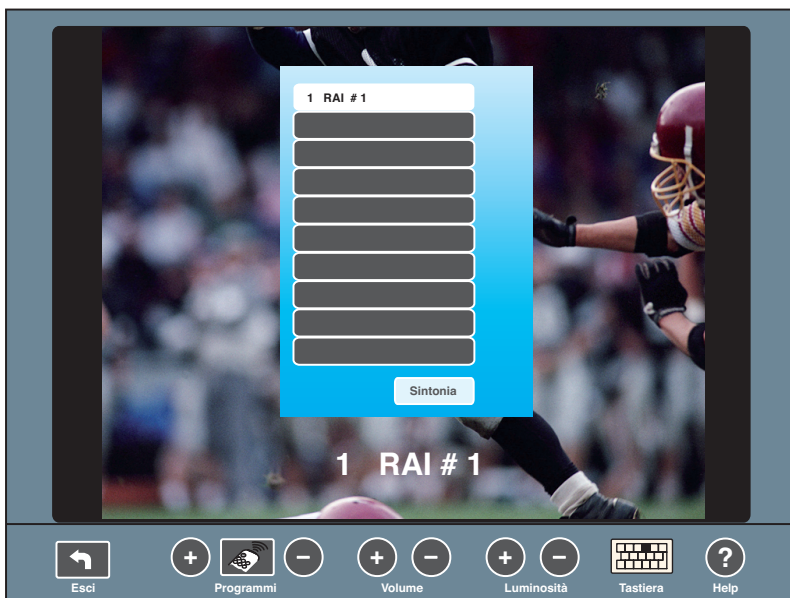 1 RAI # 1
Sintonia
1 RAI # 1
+ − + − + − ?
Esci Programmi Volume Luminosità Tastiera Help